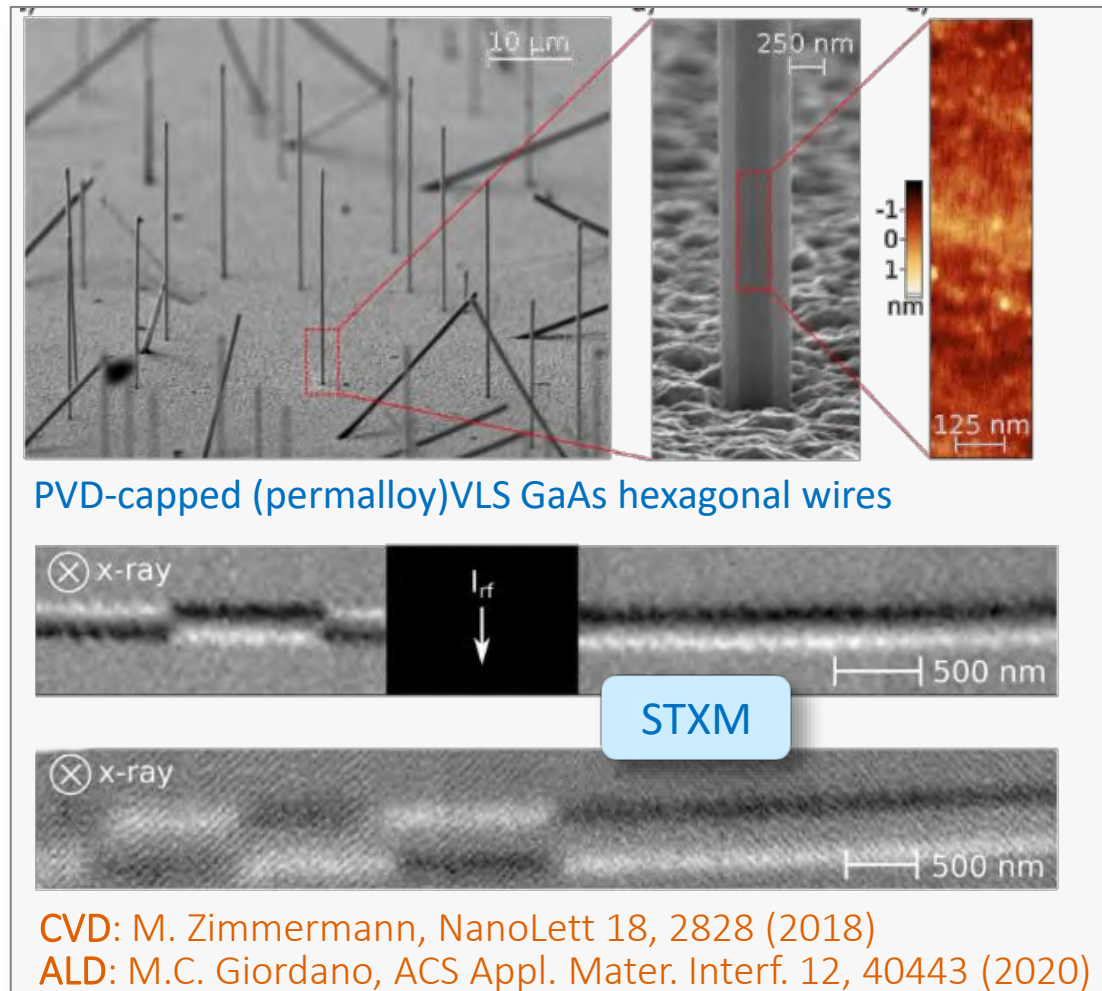 10 µm
250 nm
-1
0
1
nm
125 nm
PVD-capped (permalloy)VLS GaAs hexagonal wires
x-ray
I_rf
500 nm
STXM
x-ray
500 nm
CVD: M. Zimmermann, NanoLett 18, 2828 (2018)
ALD: M.C. Giordano, ACS Appl. Mater. Interf. 12, 40443 (2020)